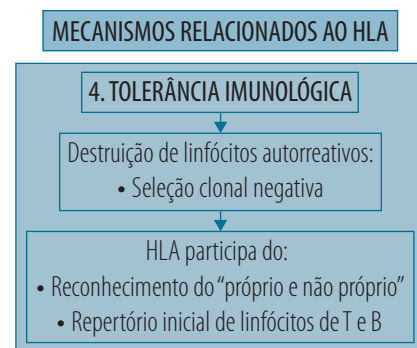 MECANISMOS RELACIONADOS AO HLA
4. TOLERÂNCIA IMUNOLÓGICA
Destruição de linfócitos autorreativos:
• Seleção clonal negativa
HLA participa do:
• Reconhecimento do “próprio e não próprio”
• Repertório inicial de linfócitos de T e B